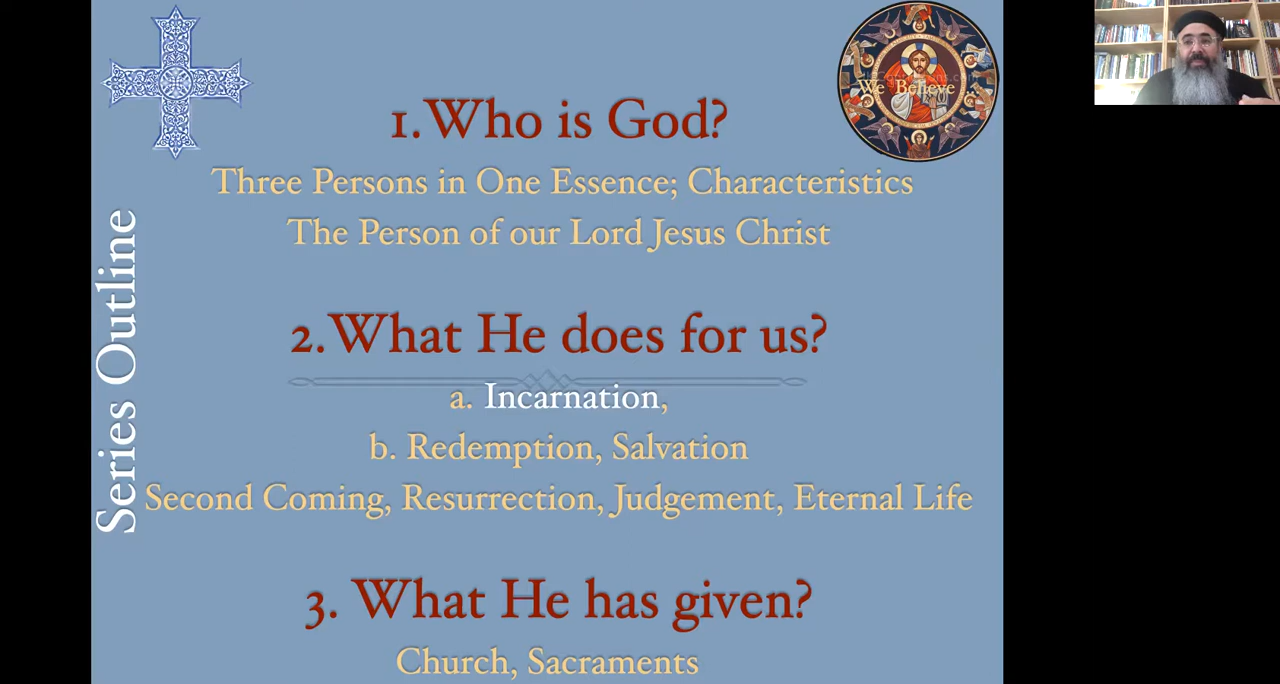 We Believe ...
1. Who is God?
Three Persons in One Essence; Characteristics
The Person of our Lord Jesus Christ
Series Outline
2. What He does for us?
a. Incarnation,
b. Redemption, Salvation
Second Coming, Resurrection, Judgement, Eternal Life
3. What He has given?
Church, Sacraments